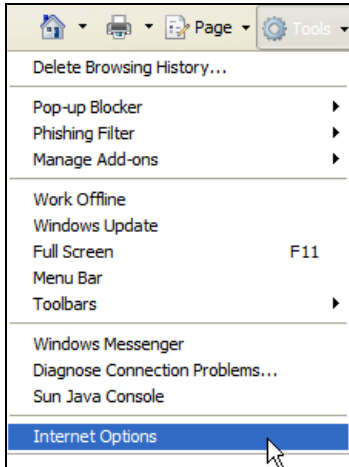 Page Tools
Delete Browsing History...
Pop-up Blocker
Phishing Filter
Manage Add-ons
Work Offline
Windows Update
Full Screen F11
Menu Bar
Toolbars
Windows Messenger
Diagnose Connection Problems...
Sun Java Console
Internet Options